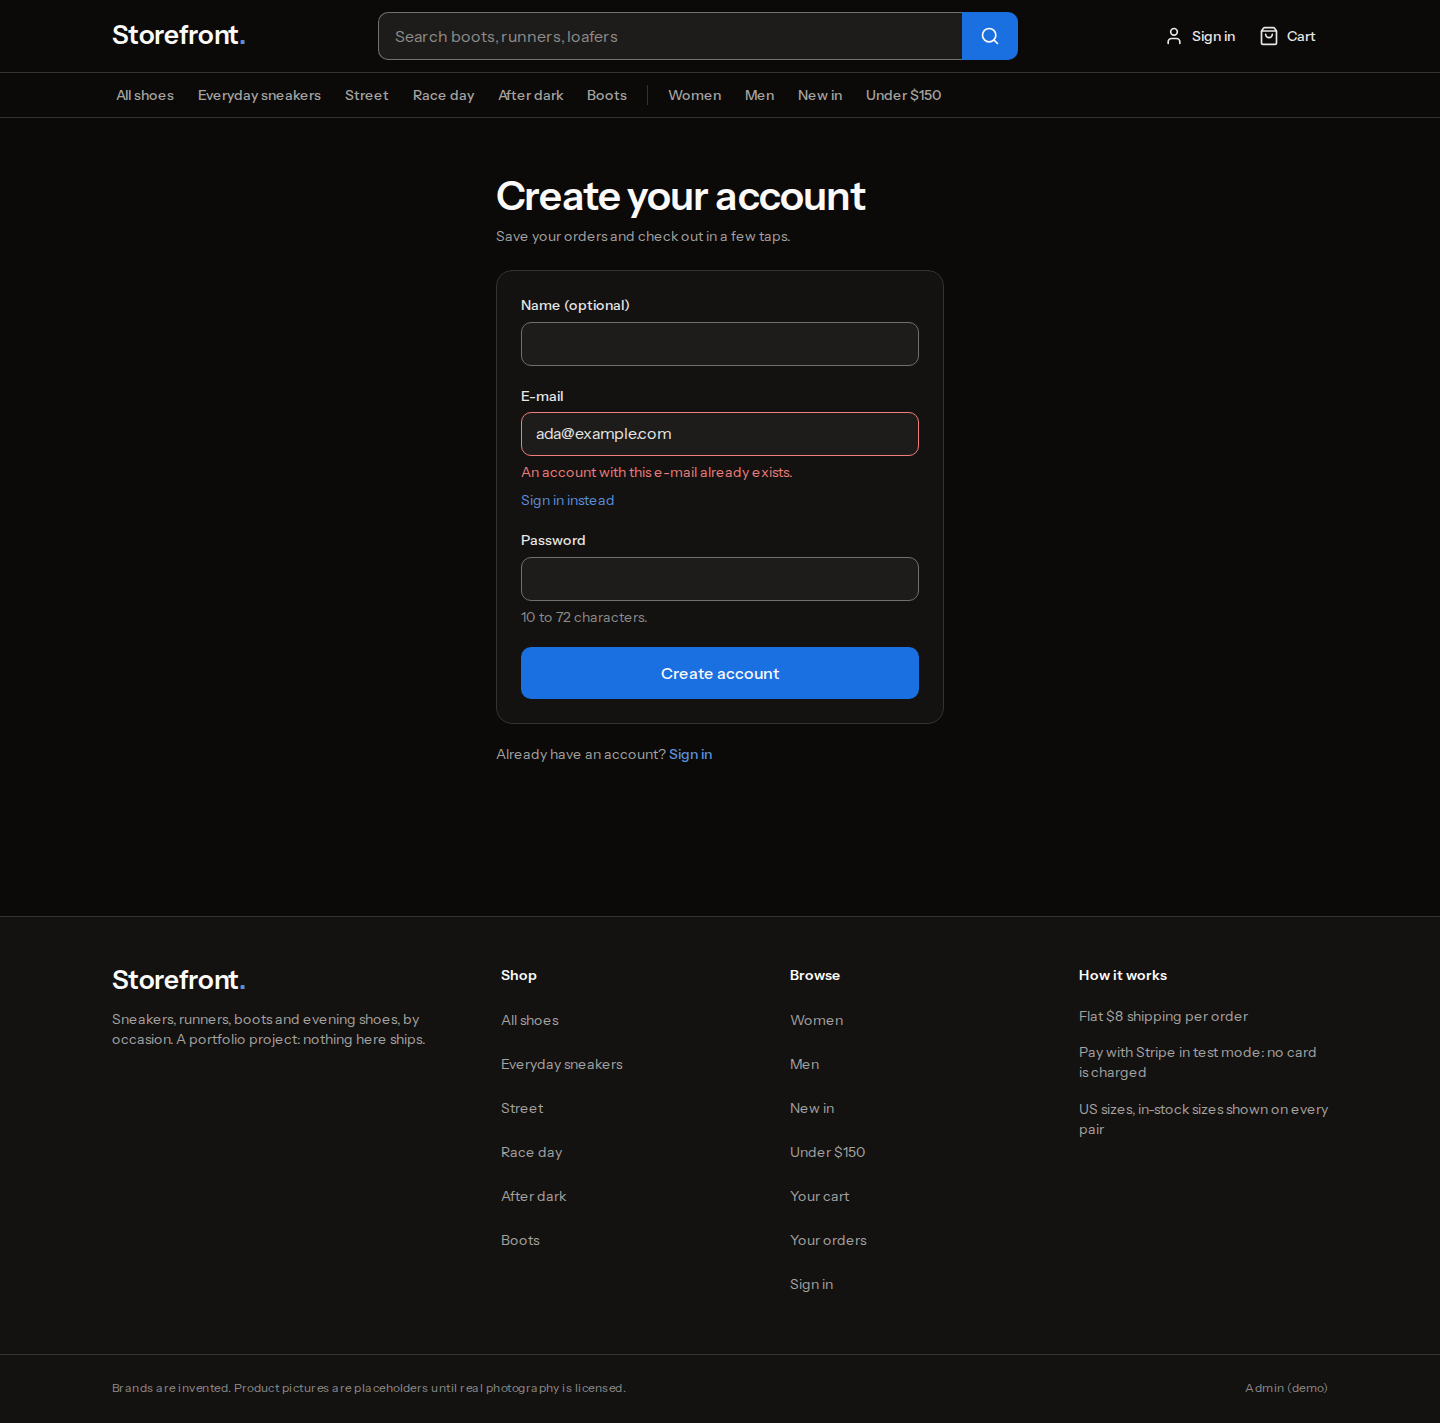 Storefront.
Search boots, runners, loafers
Sign in
Cart
All shoes
Everyday sneakers
Street
Race day
After dark
Boots
Women
Men
New in
Under $150
Create your account
Save your orders and check out in a few taps.
Name (optional)
E-mail
ada@example.com
An account with this e-mail already exists.
Sign in instead
Password
10 to 72 characters.
Create account
Already have an account? Sign in
Storefront.
Sneakers, runners, boots and evening shoes, by
occasion. A portfolio project: nothing here ships.
Shop
All shoes
Everyday sneakers
Street
Race day
After dark
Boots
Browse
Women
Men
New in
Under $150
Your cart
Your orders
Sign in
How it works
Flat $8 shipping per order
Pay with Stripe in test mode: no card
is charged
US sizes, in-stock sizes shown on every
pair
Brands are invented. Product pictures are placeholders until real photography is licensed.
Admin (demo)